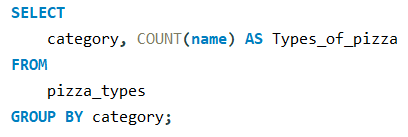 SELECT
category, COUNT(name) AS Types_of_pizza
FROM
pizza_types
GROUP BY category;